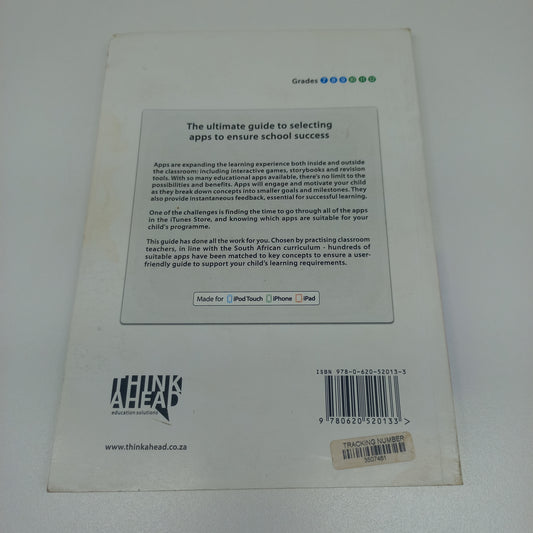 Grades 7 8 9 10 11 12
The ultimate guide to selecting
apps to ensure school success
Apps are expanding the learning experience both inside and outside
the classroom: including interactive games, storybooks and revision
tools. With so many educational apps available, there's no limit to the
possibilities and benefits. Apps will engage and motivate your child
as they break down concepts into smaller goals and milestones. They
also provide instantaneous feedback, essential for successful learning.
One of the challenges is finding the time to go through all of the apps
in the iTunes Store, and knowing which apps are suitable for your
child's programme.
This guide has done all the work for you. Chosen by practising classroom
teachers, in line with the South African curriculum - hundreds of
suitable apps have been matched to key concepts to ensure a user-
friendly guide to support your child's learning requirements.
Made for iPod Touch iPhone iPad
THINK
AHEAD
education solutions
www.thinkahead.co.za
ISBN 978-0-620-52013-3
9 780620 520133 >
TRACKING NUMBER
3507461